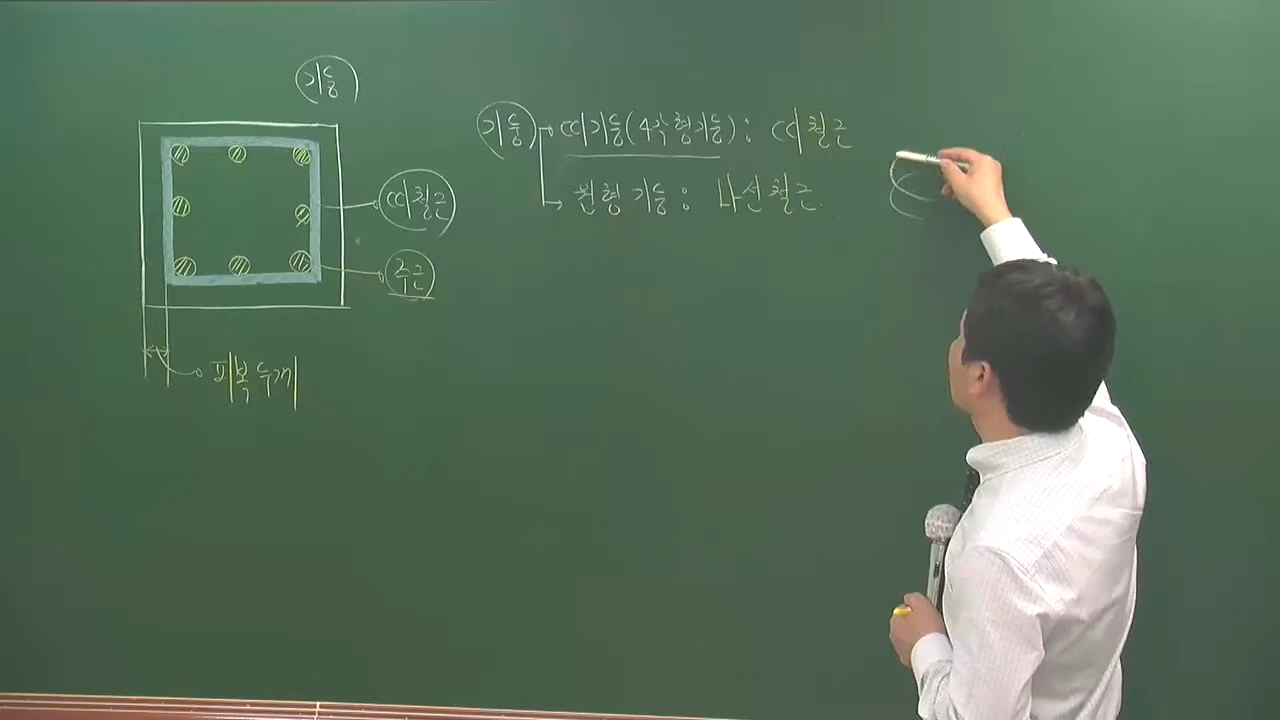 기둥
띠철근
주근
피복두께
기둥 띠기둥(4각형기둥) : 띠철근
원형기둥 : 나선철근